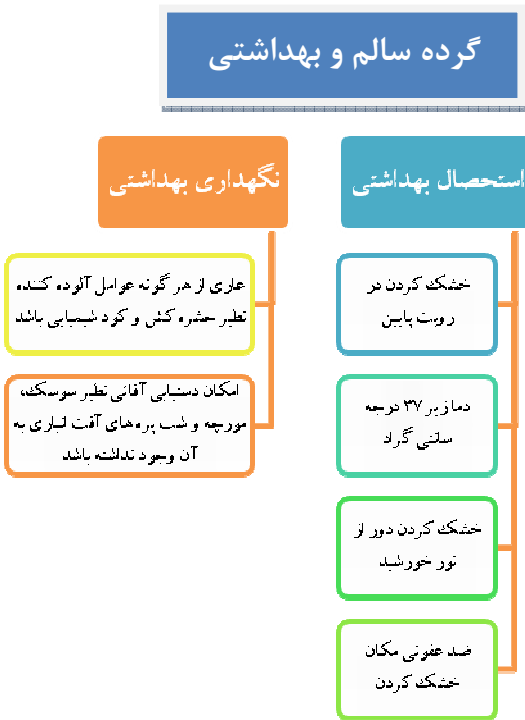 گرده سالم و بهداشتی
استحصال بهداشتی
خشک کردن در
رویت پایین
دما زیر ۳۷ درجه
سانتی گراد
خشک کردن دور از
نور خورشید
ضد عفونی مکان
خشک کردن
نگهداری بهداشتی
عاری از هر گونه عوامل آلوده کننده
نظیر حشره کش و کود شیمیایی باشد
امکان دستیابی آفاتی نظیر سوسک،
مورچه و شب پره های آفت انباری به
آن وجود نداشته باشد